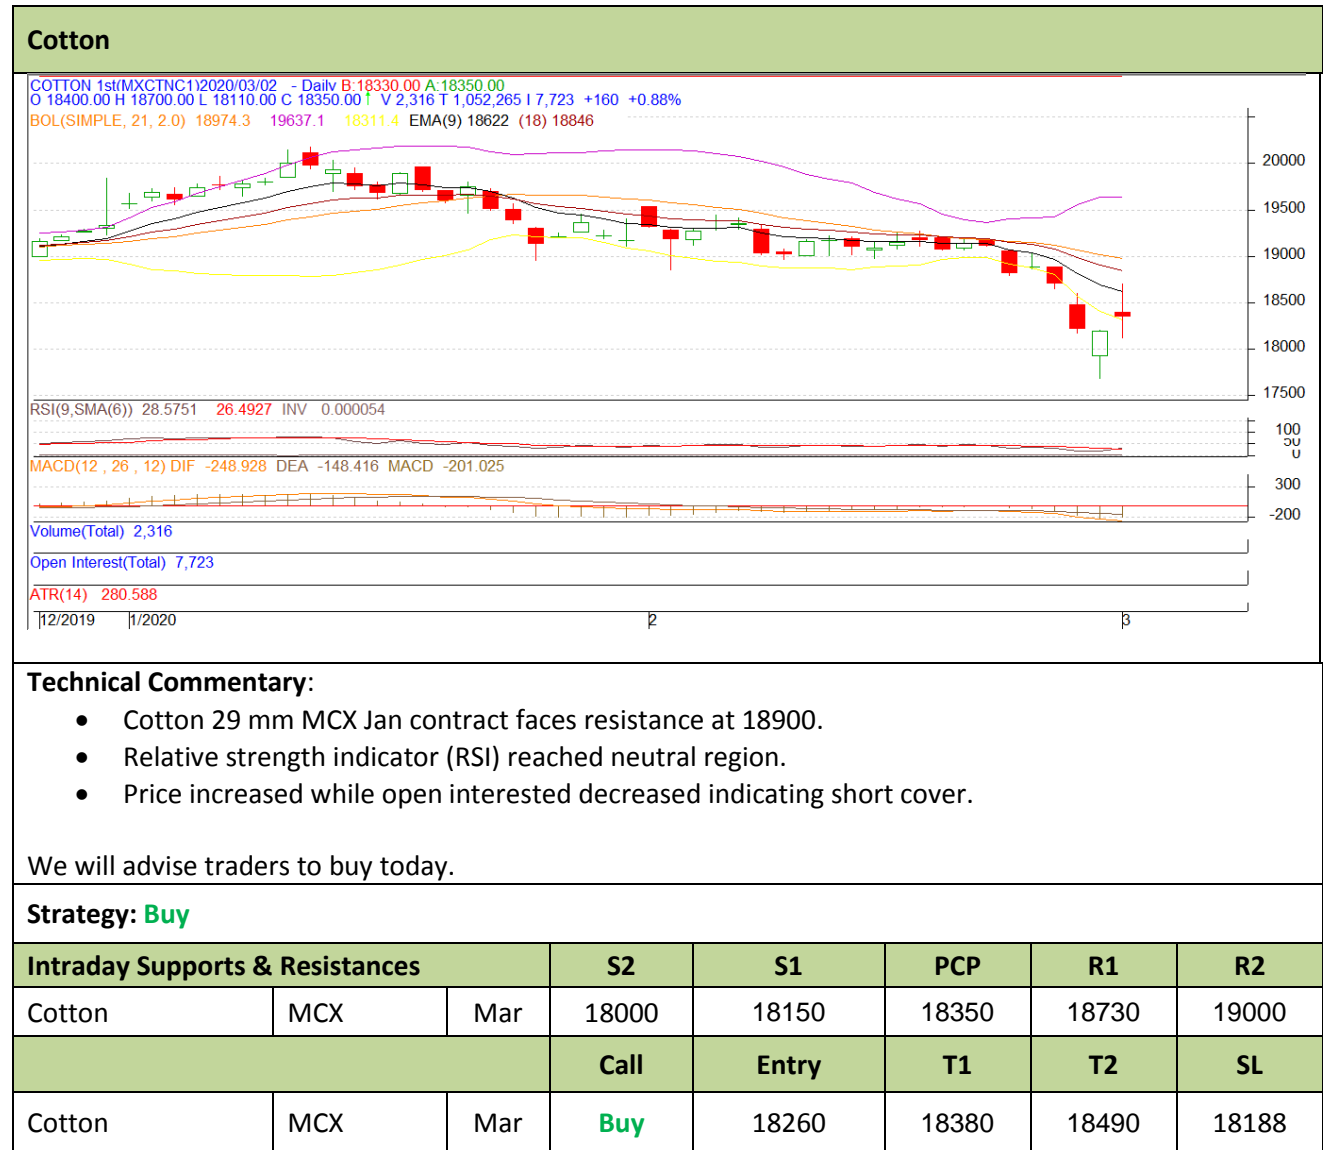 Cotton
COTTON 1st(MXCTNC1)2020/03/02 - Daily B:18330.00 A:18350.00
O 18400.00 H 18700.00 L 18110.00 C 18350.00↑ V 2,316 T 1,052,265 I 7,723 +160 +0.88%
BOL(SIMPLE, 21, 2.0) 18974.3 19637.1 18311.4 EMA(9) 18622 (18) 18846
20000
19500
19000
18500
18000
17500
RSI(9,SMA(6)) 28.5751 26.4927 INV 0.000054
100
50
0
MACD(12 , 26 , 12) DIF -248.928 DEA -148.416 MACD -201.025
300
-200
Volume(Total) 2,316
Open Interest(Total) 7,723
ATR(14) 280.588
12/2019 1/2020 2 3
Technical Commentary:
• Cotton 29 mm MCX Jan contract faces resistance at 18900.
• Relative strength indicator (RSI) reached neutral region.
• Price increased while open interested decreased indicating short cover.
We will advise traders to buy today.
Strategy: Buy
Intraday Supports & Resistances S2 S1 PCP R1 R2
Cotton MCX Mar 18000 18150 18350 18730 19000
Call Entry T1 T2 SL
Cotton MCX Mar Buy 18260 18380 18490 18188